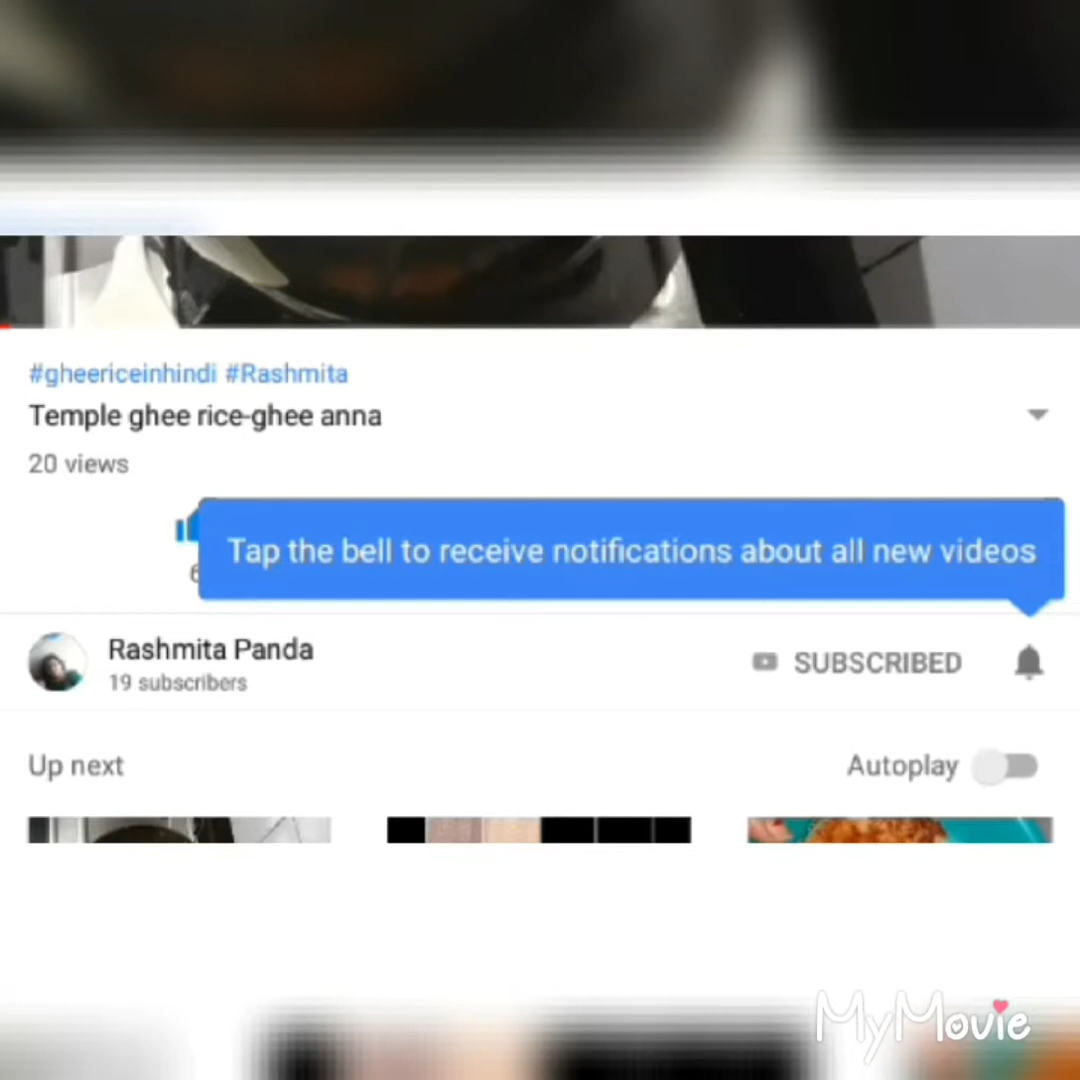 #gheericeinhindi #Rashmita
Temple ghee rice-ghee anna
20 views
Tap the bell to receive notifications about all new videos
Rashmita Panda
19 subscribers
SUBSCRIBED
Up next
Autoplay
MyMovie